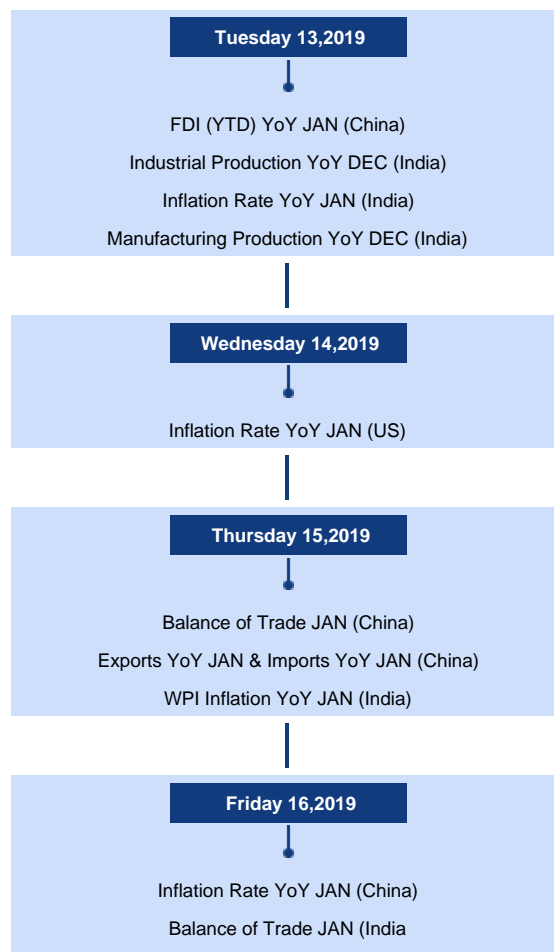 Tuesday 13,2019
FDI (YTD) YoY JAN (China)
Industrial Production YoY DEC (India)
Inflation Rate YoY JAN (India)
Manufacturing Production YoY DEC (India)
Wednesday 14,2019
Inflation Rate YoY JAN (US)
Thursday 15,2019
Balance of Trade JAN (China)
Exports YoY JAN & Imports YoY JAN (China)
WPI Inflation YoY JAN (India)
Friday 16,2019
Inflation Rate YoY JAN (China)
Balance of Trade JAN (India